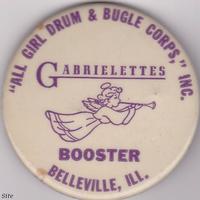 "ALL GIRL DRUM & BUGLE CORPS," INC.
GABRIELETTES
BOOSTER
BELLEVILLE, ILL.